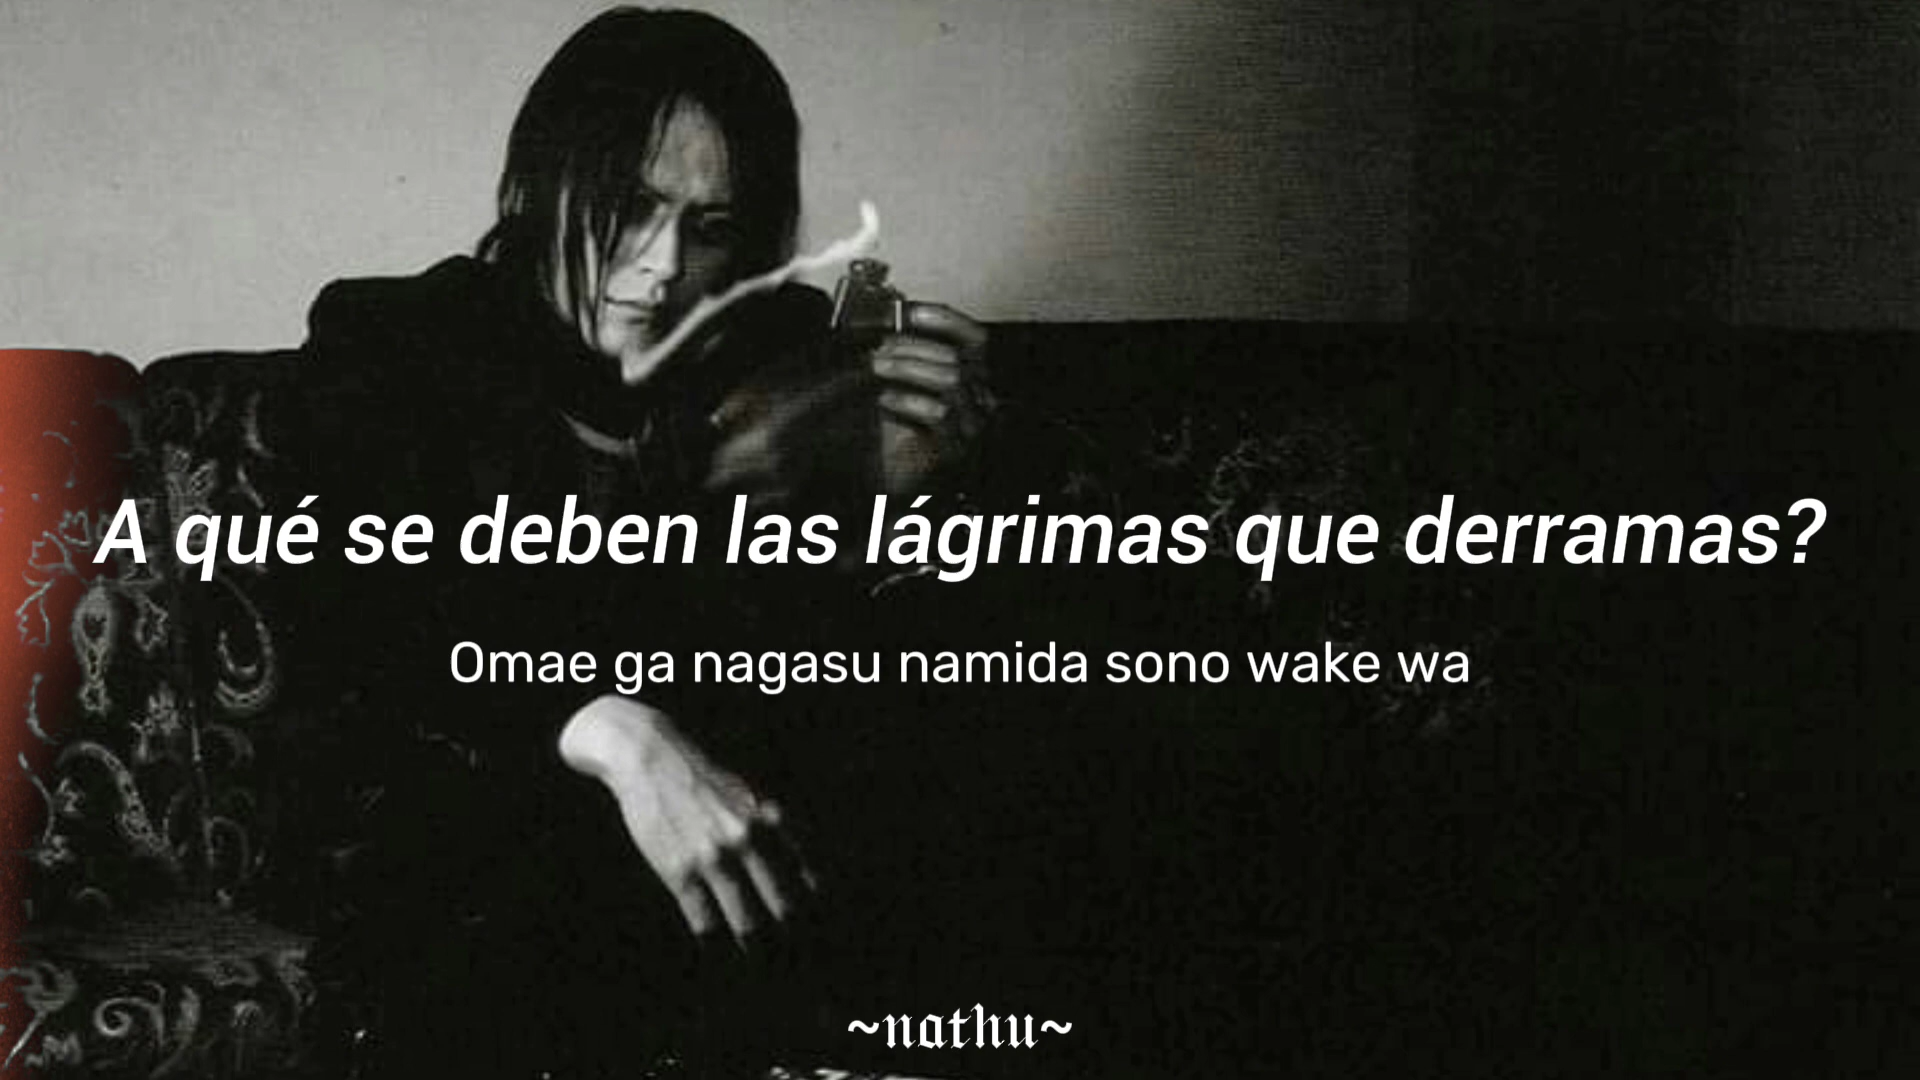 A qué se deben las lágrimas que derramas?
Omae ga nagasu namida sono wake wa
~nathu~